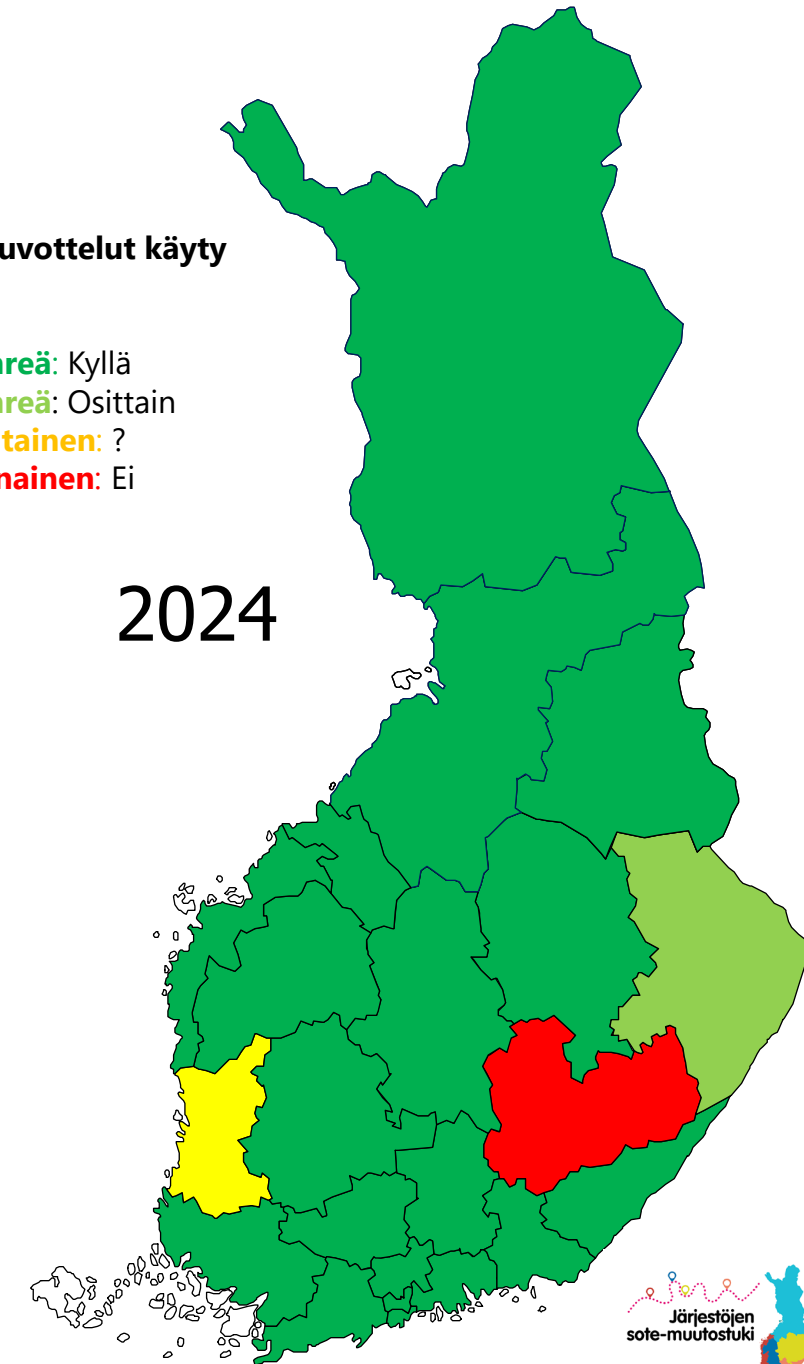 uvottelut käyty
reä: Kyllä
reä: Osittain
tainen: ?
nainen: Ei
2024
Järjestöjen
sote-muutostuki